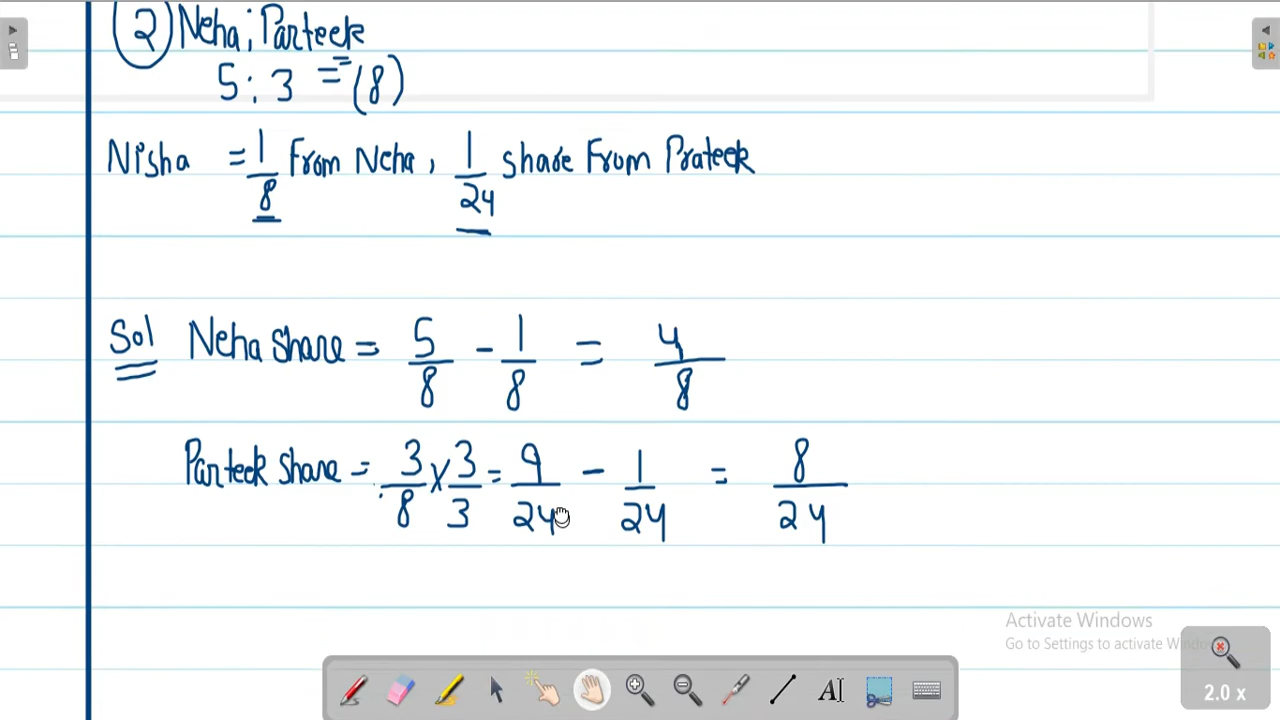 ② Neha ; Parteek
5 : 3 = (8)
Nisha = 1/8 From Neha, 1/24 share From Prateek
Sol Neha share = 5/8 - 1/8 = 4/8
Parteek share = 3/8 x 3/3 = 9/24 - 1/24 = 8/24
Activate Windows
Go to Settings to activate Windows.
AI
2.0 x